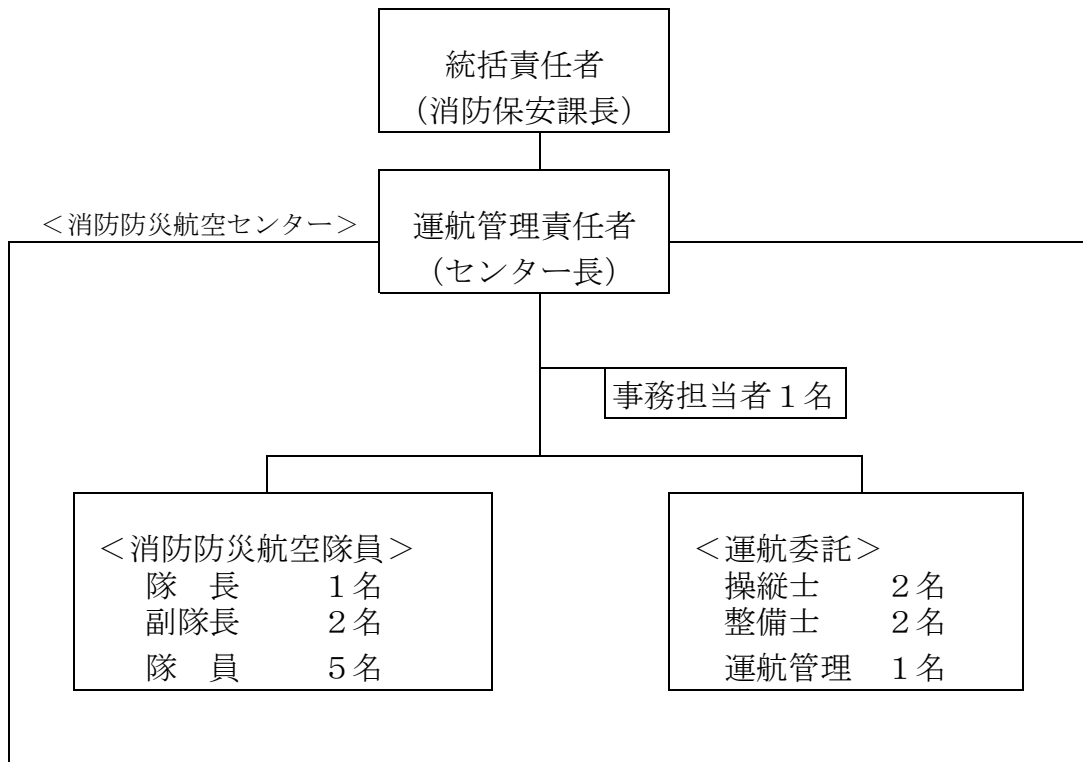 統括責任者
（消防保安課長）
＜消防防災航空センター＞
運航管理責任者
（センター長）
事務担当者１名
＜消防防災航空隊員＞
隊　長　１名
副隊長　２名
隊　員　５名
＜運航委託＞
操縦士　２名
整備士　２名
運航管理　１名